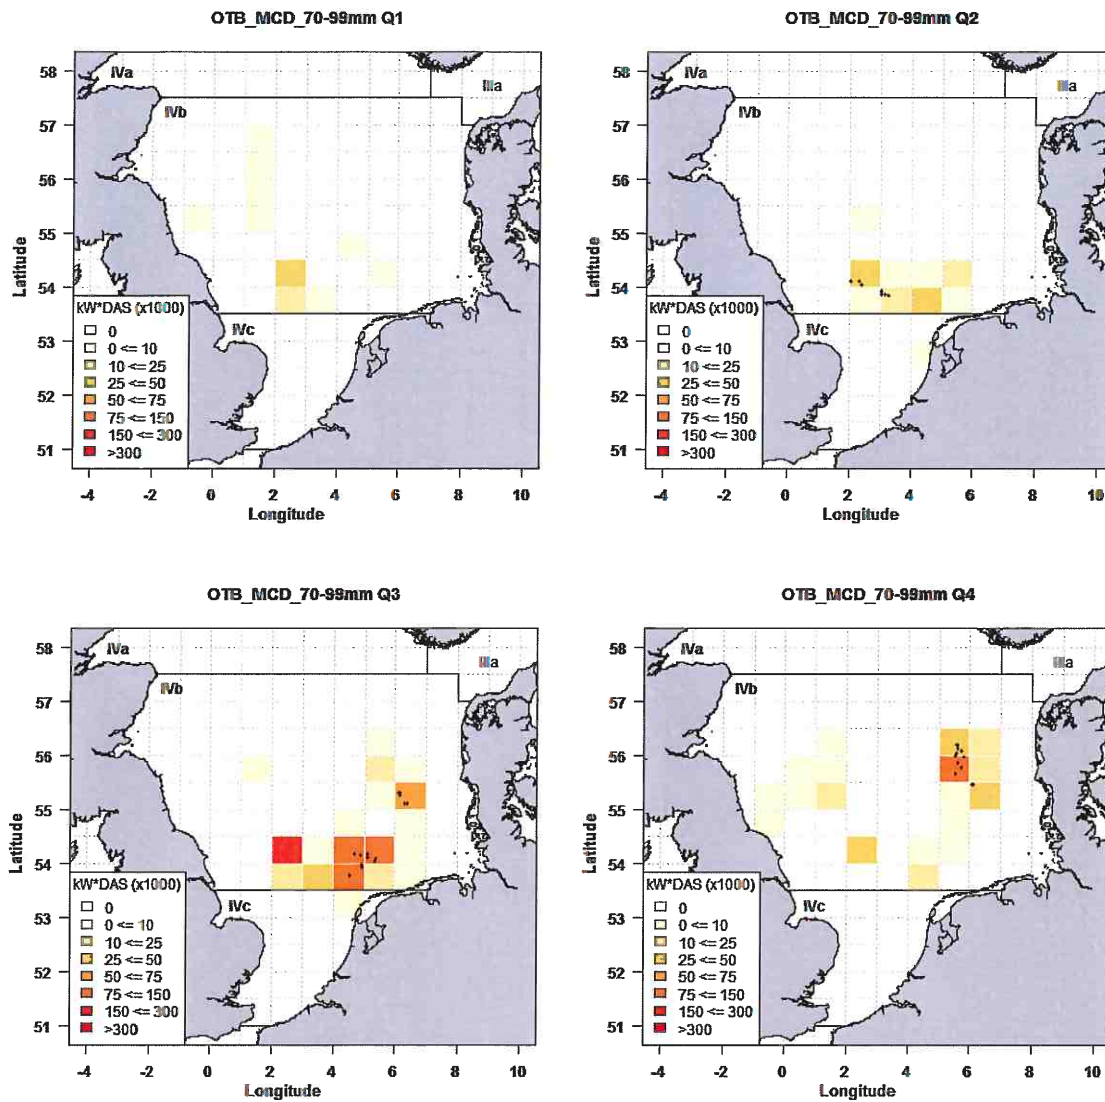 OTB_MCD_70-99mm Q1
58
57
56
55
54
53
52
51
Latitude
IVa
IVb
IVc
IIIa
kW*DAS (x1000)
0
0 <= 10
10 <= 25
25 <= 50
50 <= 75
75 <= 150
150 <= 300
>300
-4 -2 0 2 4 6 8 10
Longitude
OTB_MCD_70-99mm Q2
58
57
56
55
54
53
52
51
Latitude
IVa
IVb
IVc
IIIa
kW*DAS (x1000)
0
0 <= 10
10 <= 25
25 <= 50
50 <= 75
75 <= 150
150 <= 300
>300
-4 -2 0 2 4 6 8 10
Longitude
OTB_MCD_70-99mm Q3
58
57
56
55
54
53
52
51
Latitude
IVa
IVb
IVc
IIIa
kW*DAS (x1000)
0
0 <= 10
10 <= 25
25 <= 50
50 <= 75
75 <= 150
150 <= 300
>300
-4 -2 0 2 4 6 8 10
Longitude
OTB_MCD_70-99mm Q4
58
57
56
55
54
53
52
51
Latitude
IVa
IVb
IVc
IIIa
kW*DAS (x1000)
0
0 <= 10
10 <= 25
25 <= 50
50 <= 75
75 <= 150
150 <= 300
>300
-4 -2 0 2 4 6 8 10
Longitude